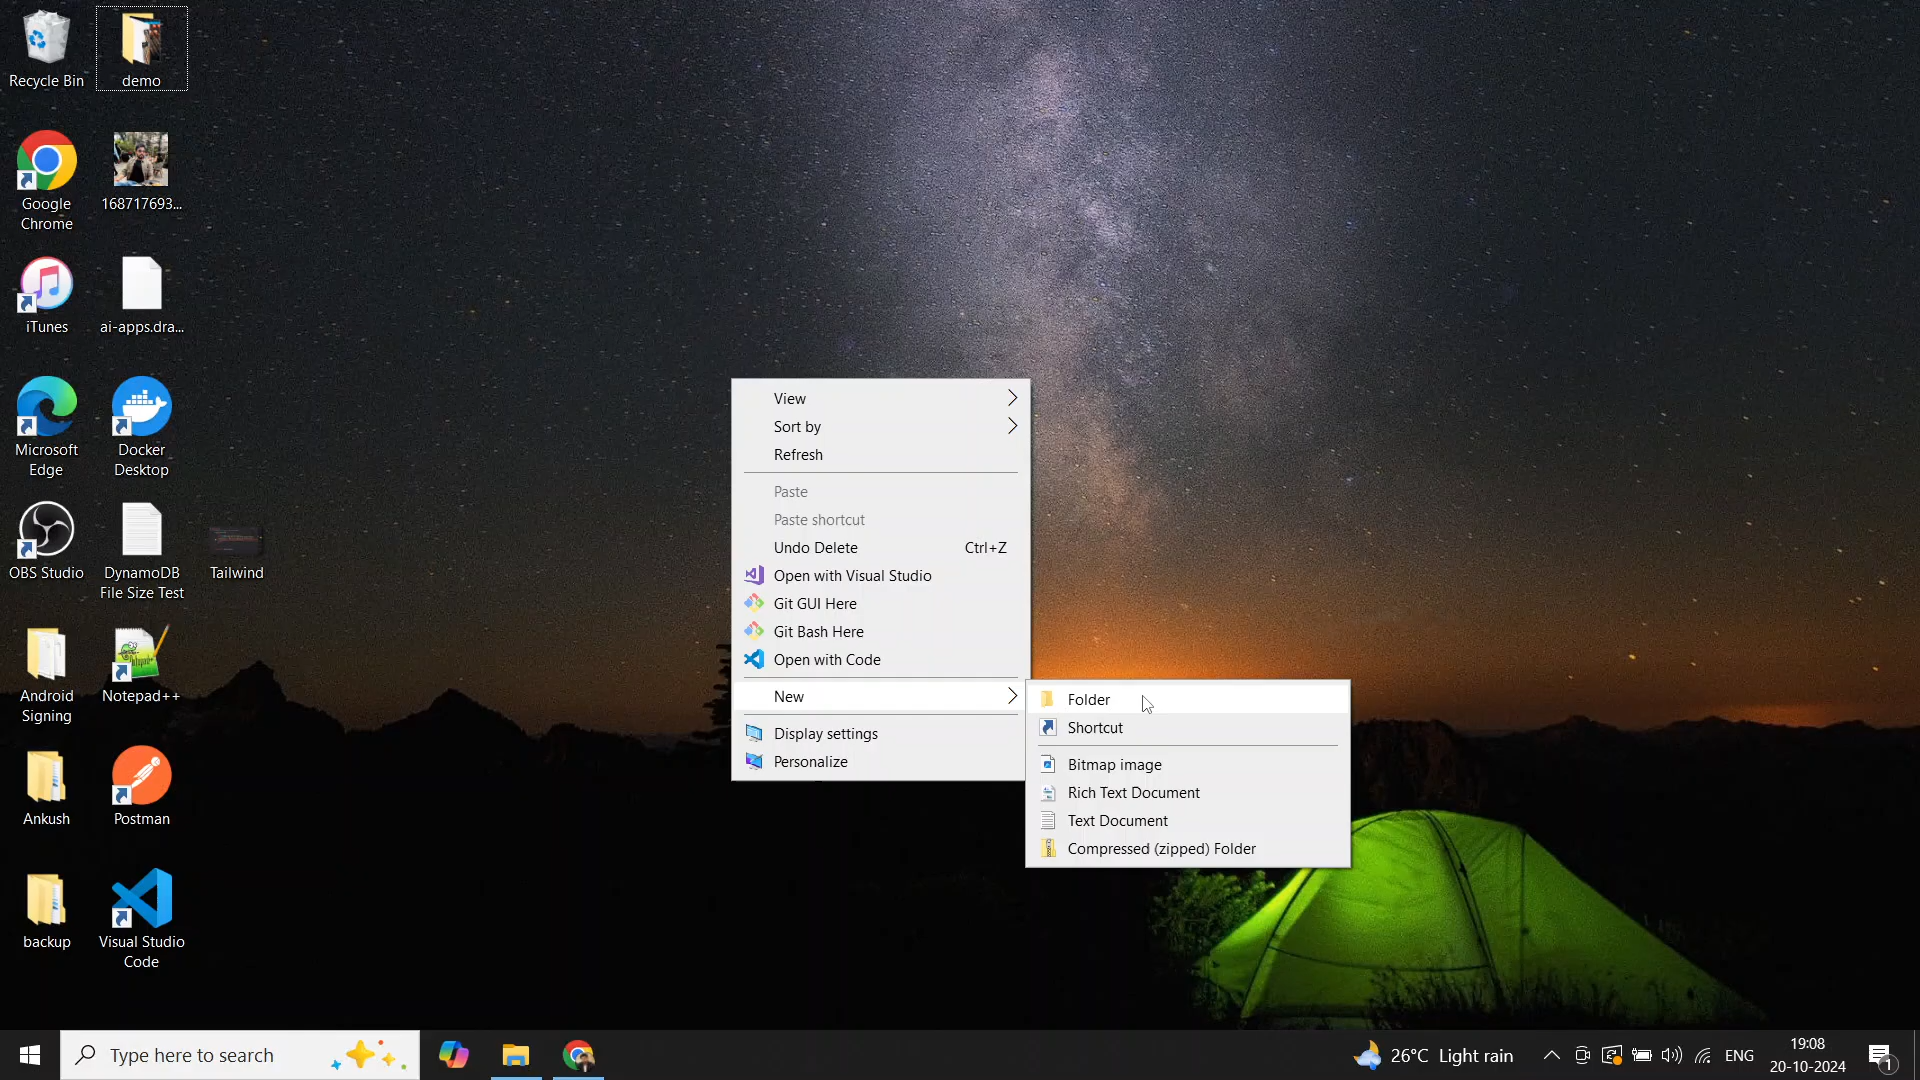 Recycle Bin
demo
Google
Chrome
168717693...
iTunes
ai-apps.dra...
Microsoft
Edge
Docker
Desktop
OBS Studio
DynamoDB
File Size Test
Tailwind
Android
Signing
Notepad++
Ankush
Postman
backup
Visual Studio
Code
View
Sort by
Refresh
Paste
Paste shortcut
Undo Delete Ctrl+Z
Open with Visual Studio
Git GUI Here
Git Bash Here
Open with Code
New
Display settings
Personalize
Folder
Shortcut
Bitmap image
Rich Text Document
Text Document
Compressed (zipped) Folder
Type here to search
26°C Light rain
ENG
19:08
20-10-2024
1